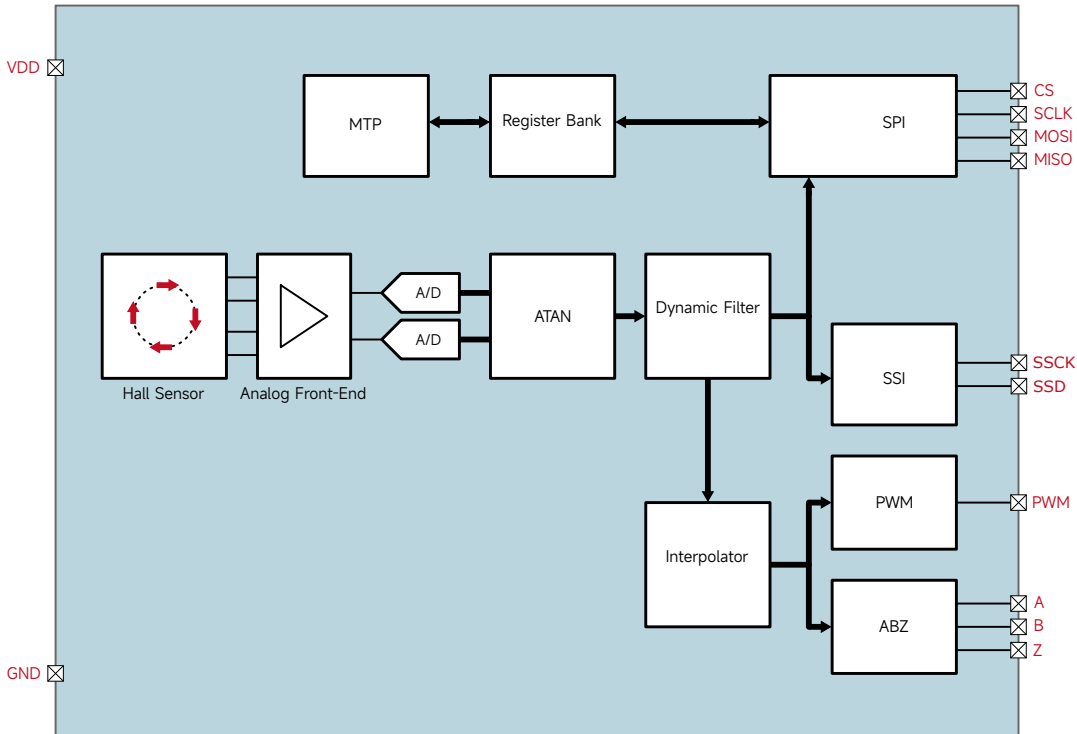 VDD
MTP
Register Bank
SPI
CS
SCLK
MOSI
MISO
A/D
A/D
ATAN
Dynamic Filter
Hall Sensor
Analog Front-End
SSI
SSCK
SSD
PWM
PWM
Interpolator
ABZ
A
B
Z
GND